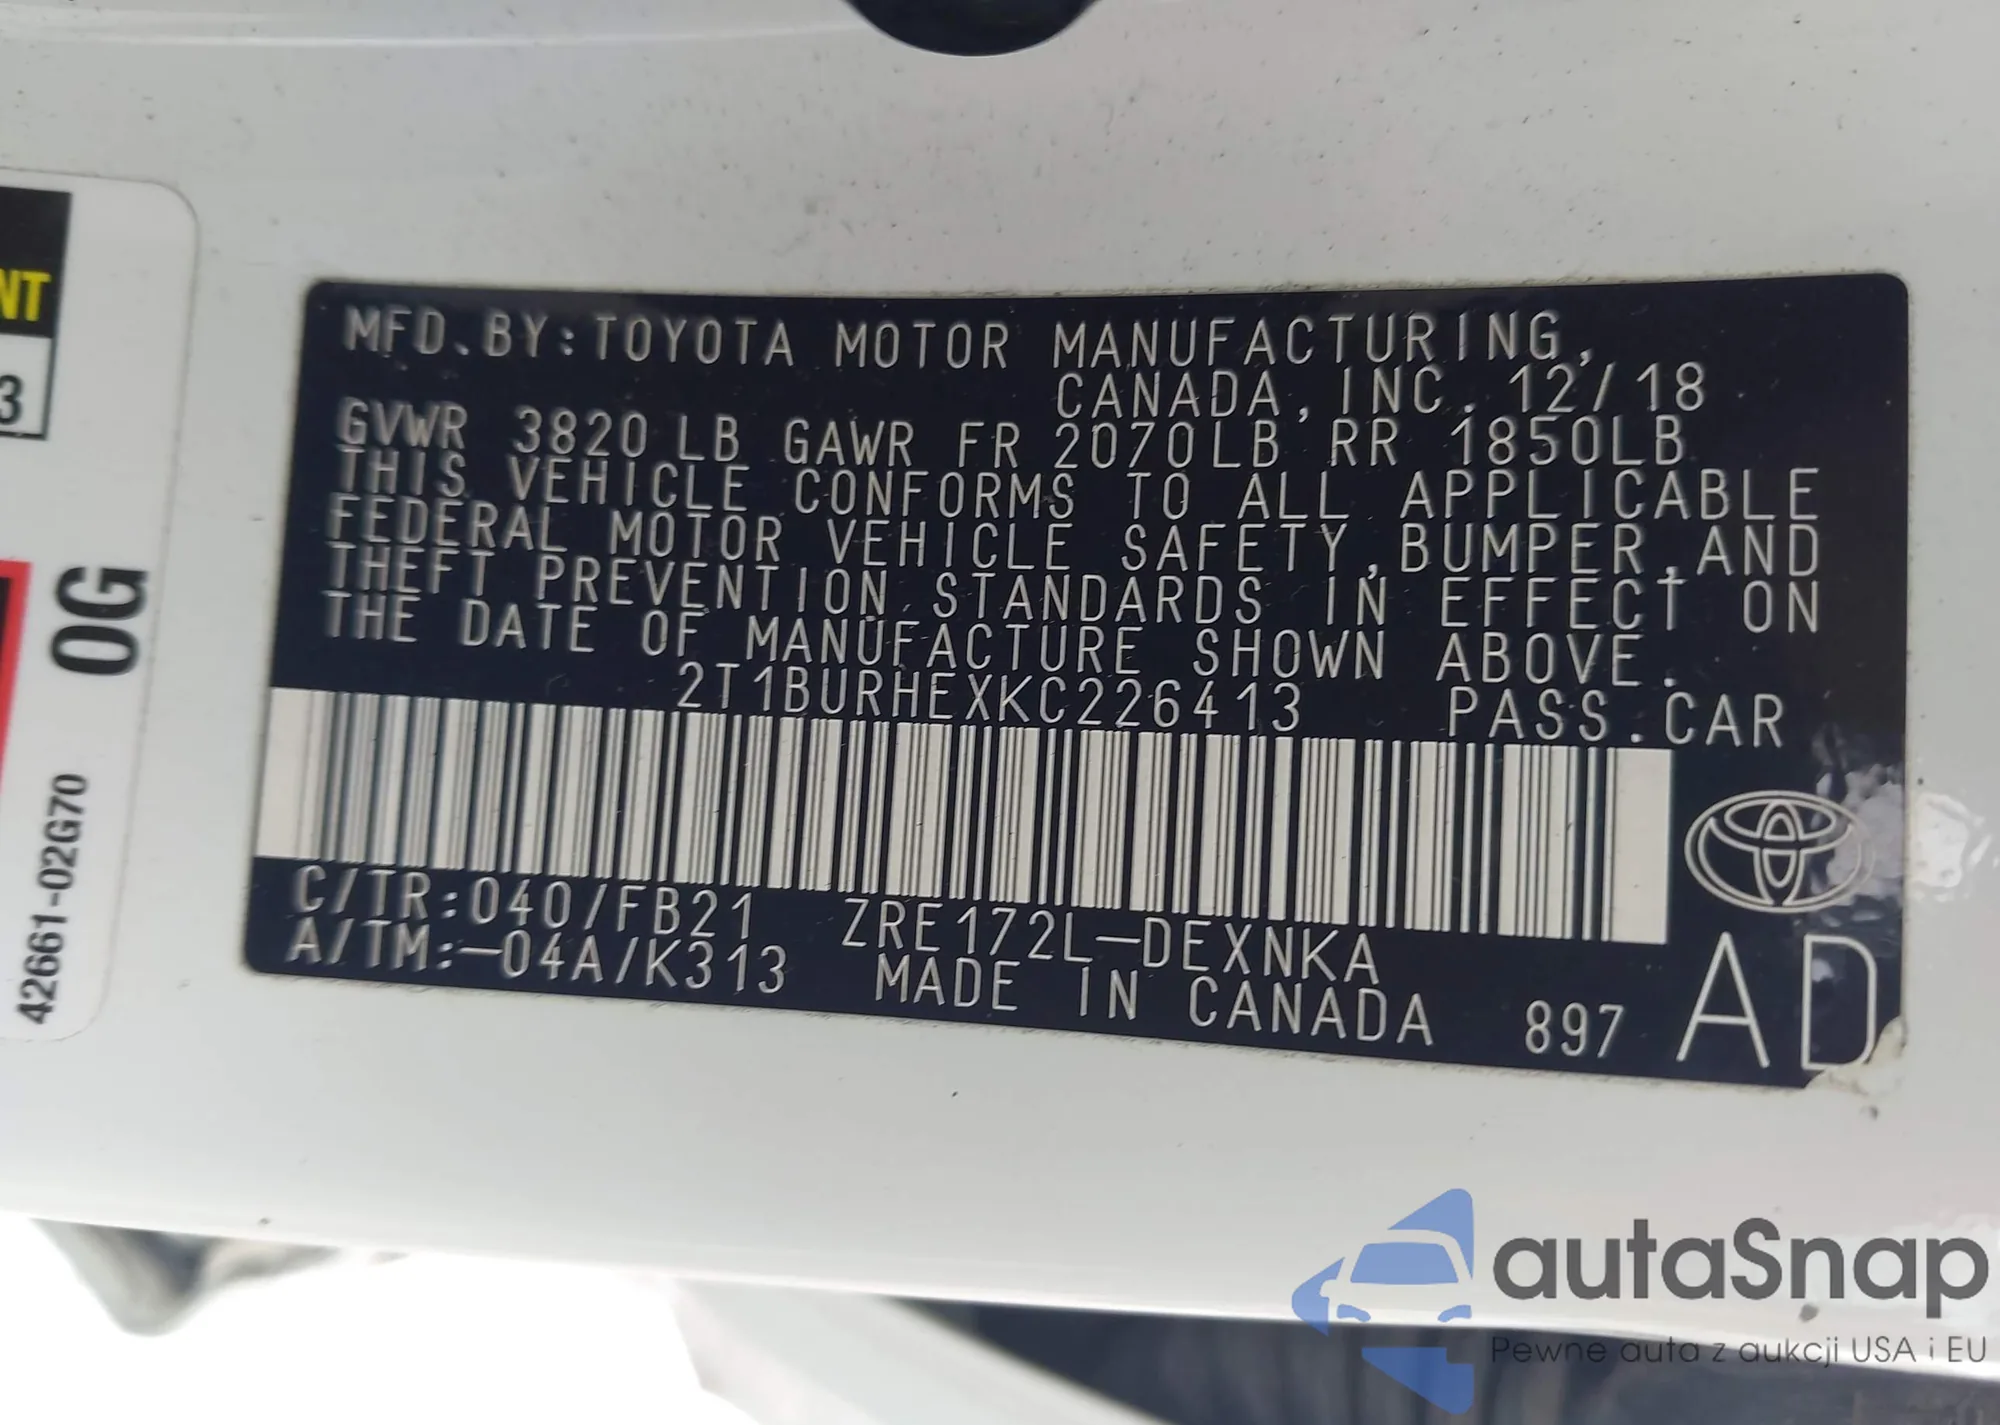 MFD.BY:TOYOTA MOTOR MANUFACTURING,
CANADA, INC. 12/18
GVWR 3820 LB GAWR FR 2070LB RR 1850LB
THIS VEHICLE CONFORMS TO ALL APPLICABLE
FEDERAL MOTOR VEHICLE SAFETY,BUMPER,AND
THEFT PREVENTION STANDARDS IN EFFECT ON
THE DATE OF MANUFACTURE SHOWN ABOVE.
2T1BURHEXKC226413 PASS.CAR
C/TR:040/FB21 ZRE172L-DEXNKA
A/TM:-04A/K313 MADE IN CANADA 897 AD
NT
3
0G
42661-02G70
autaSnap
Pewne auta z aukcji USA i EU